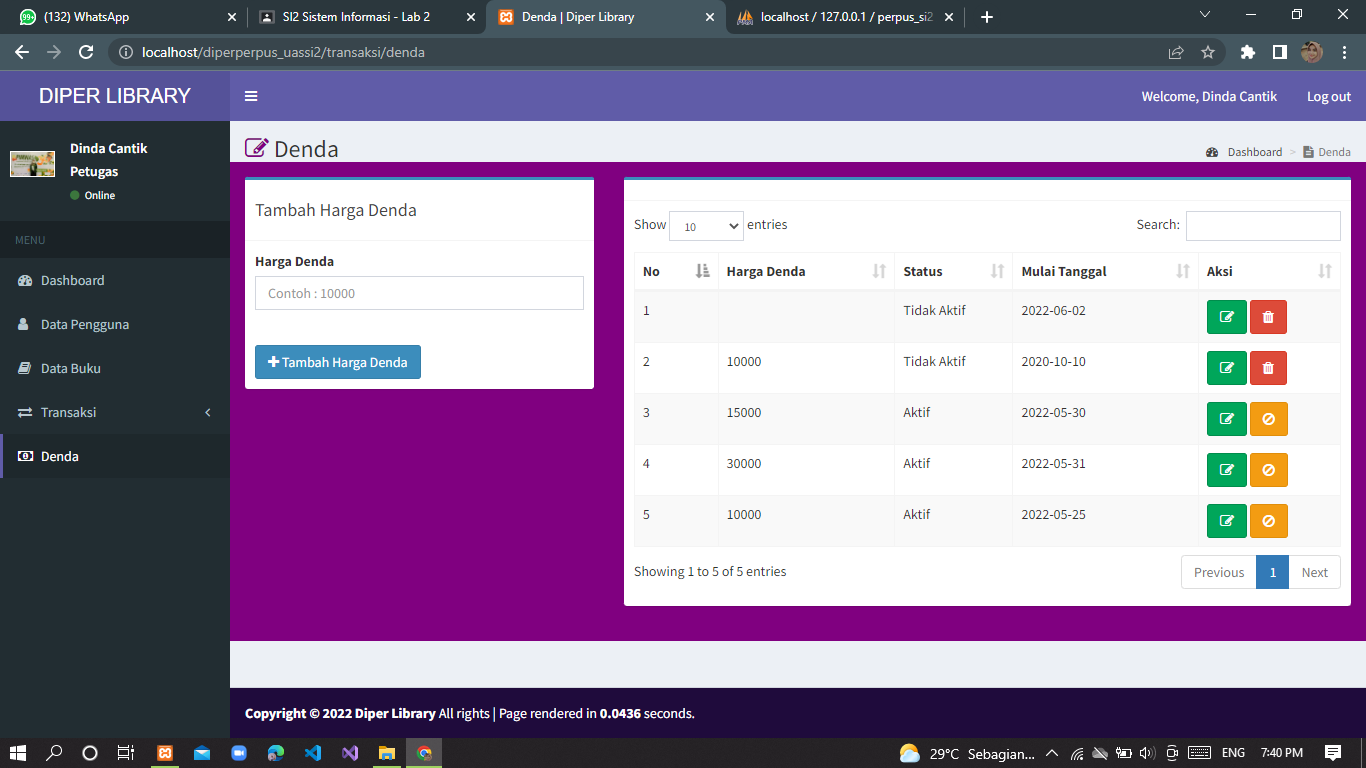 (132) WhatsApp
SI2 Sistem Informasi - Lab 2
Denda | Diper Library
localhost / 127.0.0.1 / perpus_si2
localhost/diperperpus_uassi2/transaksi/denda
DIPER LIBRARY
Welcome, Dinda Cantik
Log out
Dinda Cantik
Petugas
Online
MENU
Dashboard
Data Pengguna
Data Buku
Transaksi
Denda
Denda
Dashboard > Denda
Tambah Harga Denda
Harga Denda
Contoh : 10000
Tambah Harga Denda
Show 10 entries
Search:
No Harga Denda Status Mulai Tanggal Aksi
1 Tidak Aktif 2022-06-02
2 10000 Tidak Aktif 2020-10-10
3 15000 Aktif 2022-05-30
4 30000 Aktif 2022-05-31
5 10000 Aktif 2022-05-25
Showing 1 to 5 of 5 entries
Previous 1 Next
Copyright © 2022 Diper Library All rights | Page rendered in 0.0436 seconds.
29°C Sebagian... ENG 7:40 PM